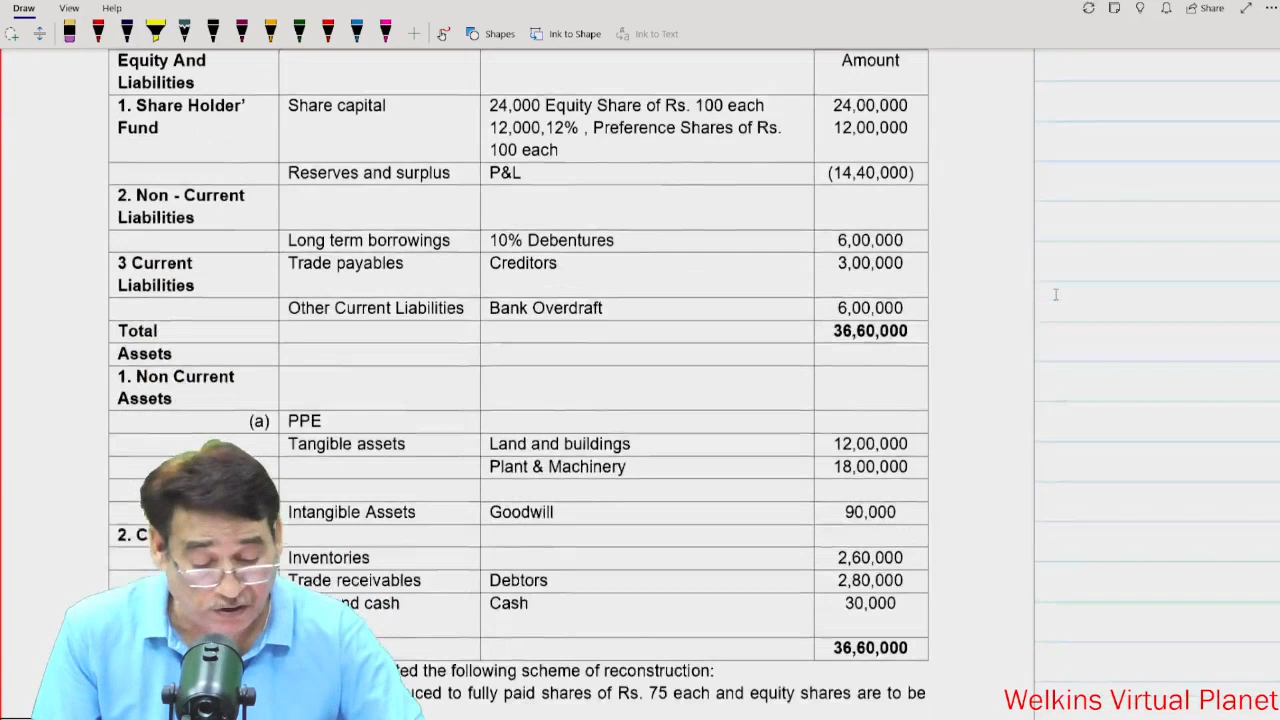 Draw View Help
Share
Shapes Ink to Shape Ink to Text
Equity And Amount
Liabilities
1. Share Holder’ Share capital 24,000 Equity Share of Rs. 100 each 24,00,000
Fund 12,000,12% , Preference Shares of Rs. 12,00,000
100 each
Reserves and surplus P&L (14,40,000)
2. Non - Current
Liabilities
Long term borrowings 10% Debentures 6,00,000
3 Current Trade payables Creditors 3,00,000
Liabilities
Other Current Liabilities Bank Overdraft 6,00,000
Total 36,60,000
Assets
1. Non Current
Assets
(a) PPE
Tangible assets Land and buildings 12,00,000
Plant & Machinery 18,00,000
Intangible Assets Goodwill 90,000
2. C
Inventories 2,60,000
Trade receivables Debtors 2,80,000
cash Cash 30,000
36,60,000
the following scheme of reconstruction:
to fully paid shares of Rs. 75 each and equity shares are to be
Welkins Virtual Planet